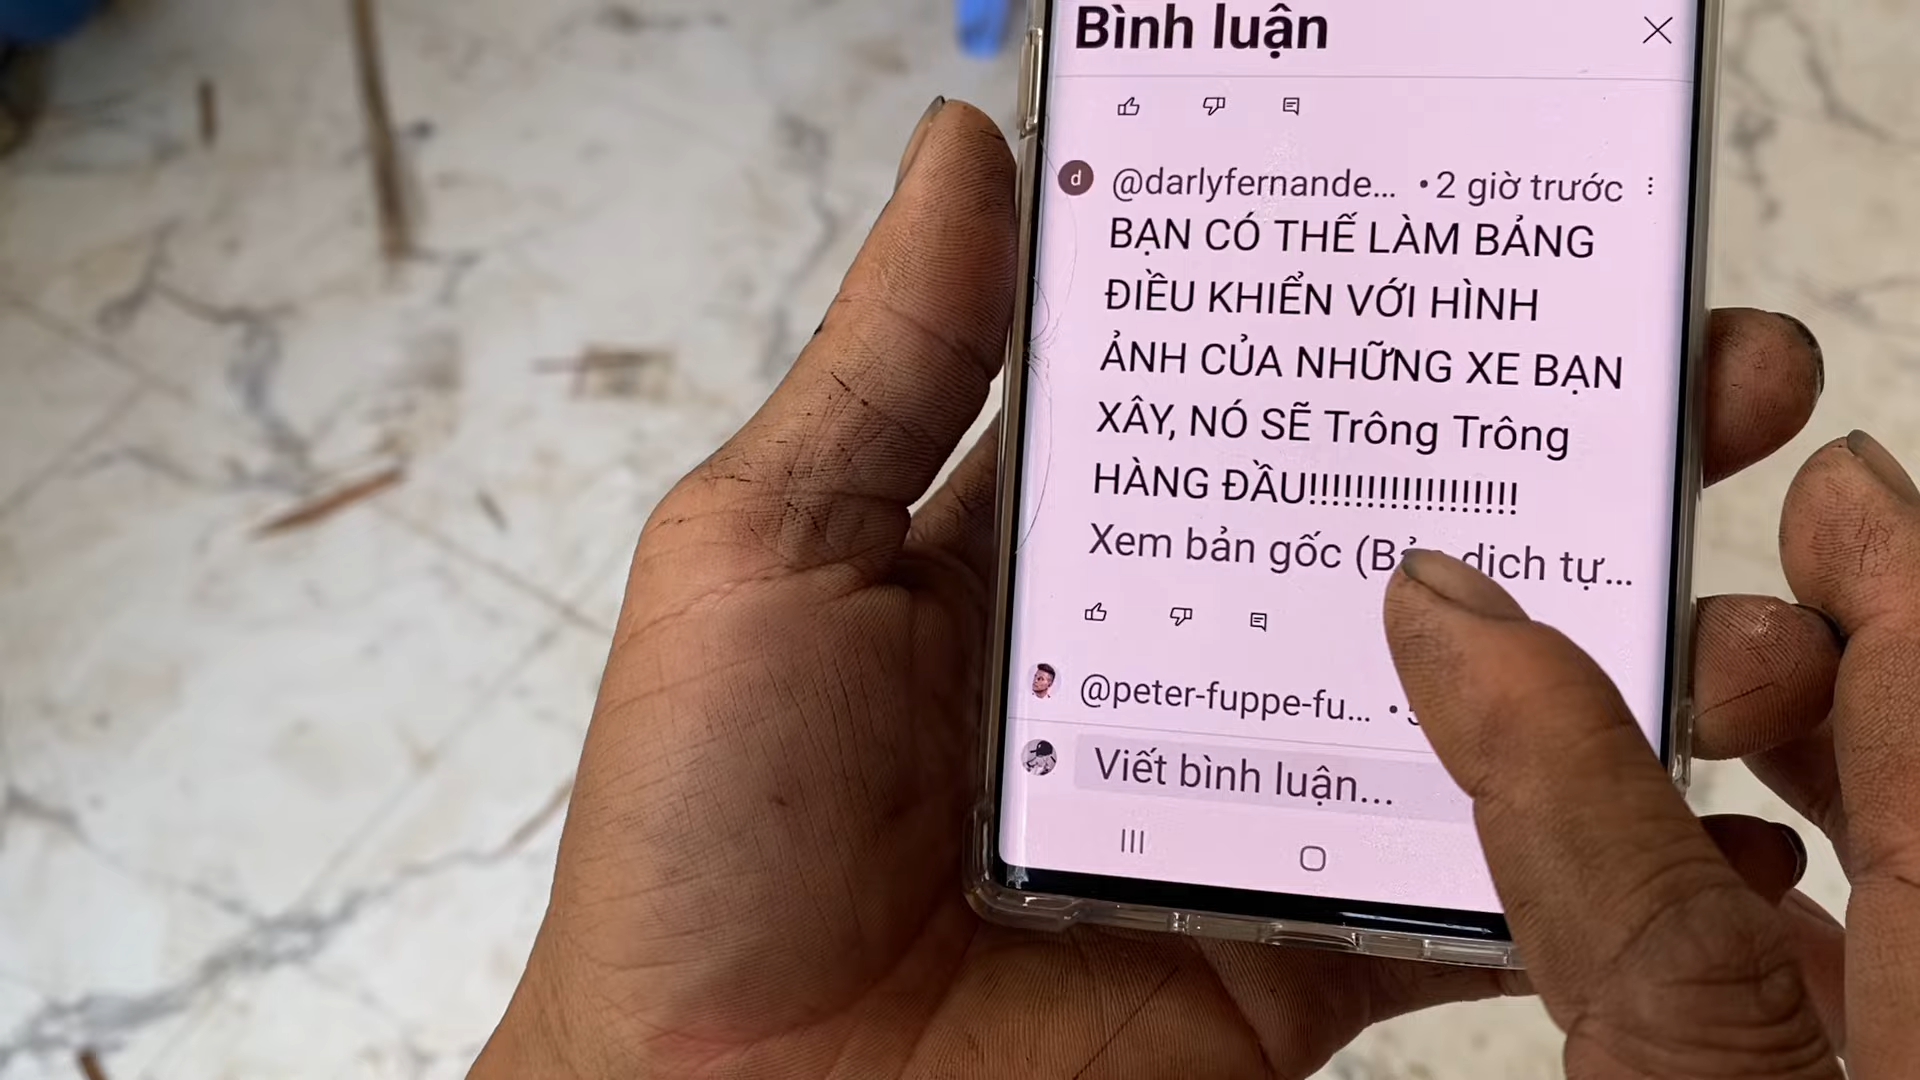 Bình luận
@darlyfernande... • 2 giờ trước
BẠN CÓ THẾ LÀM BẢNG
ĐIỀU KHIỂN VỚI HÌNH
ẢNH CỦA NHỮNG XE BẠN
XÂY, NÓ SẼ Trông Trông
HÀNG ĐẦU!!!!!!!!!!!!!!!!!!!
Xem bản gốc dịch tự...
@peter-fuppe-fu... •
Viết bình luận...